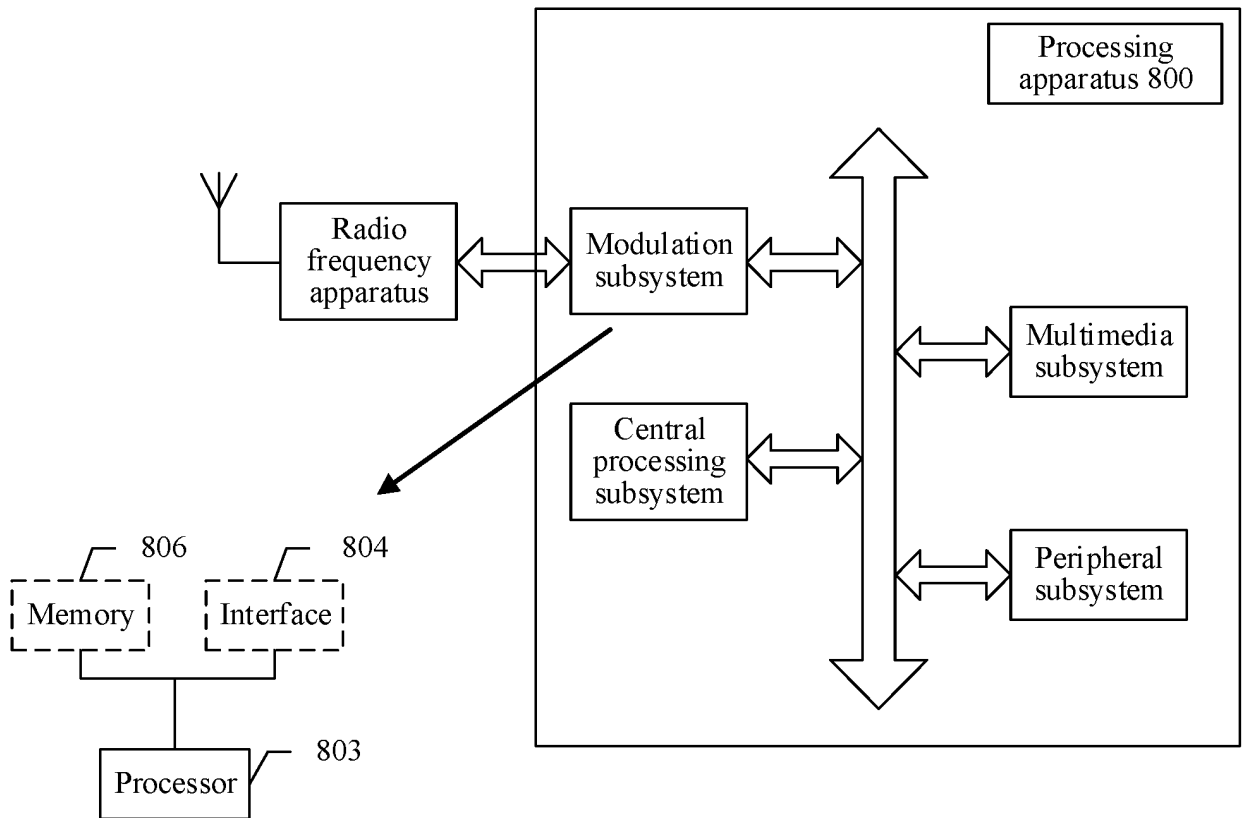 Processing
apparatus 800
Radio
frequency
apparatus
Modulation
subsystem
Multimedia
subsystem
Central
processing
subsystem
806
804
Memory
Interface
Peripheral
subsystem
803
Processor